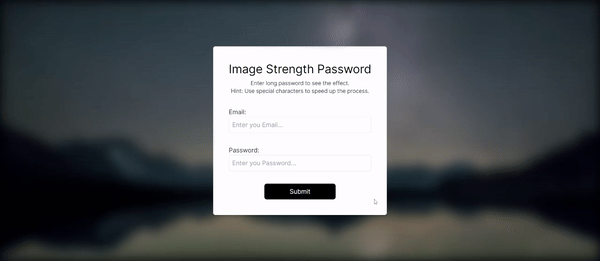 Image Strength Password
Enter long password to see the effect.
Hint: Use special characters to speed up the process.
Email:
Enter you Email...
Password:
Enter you Password...
Submit